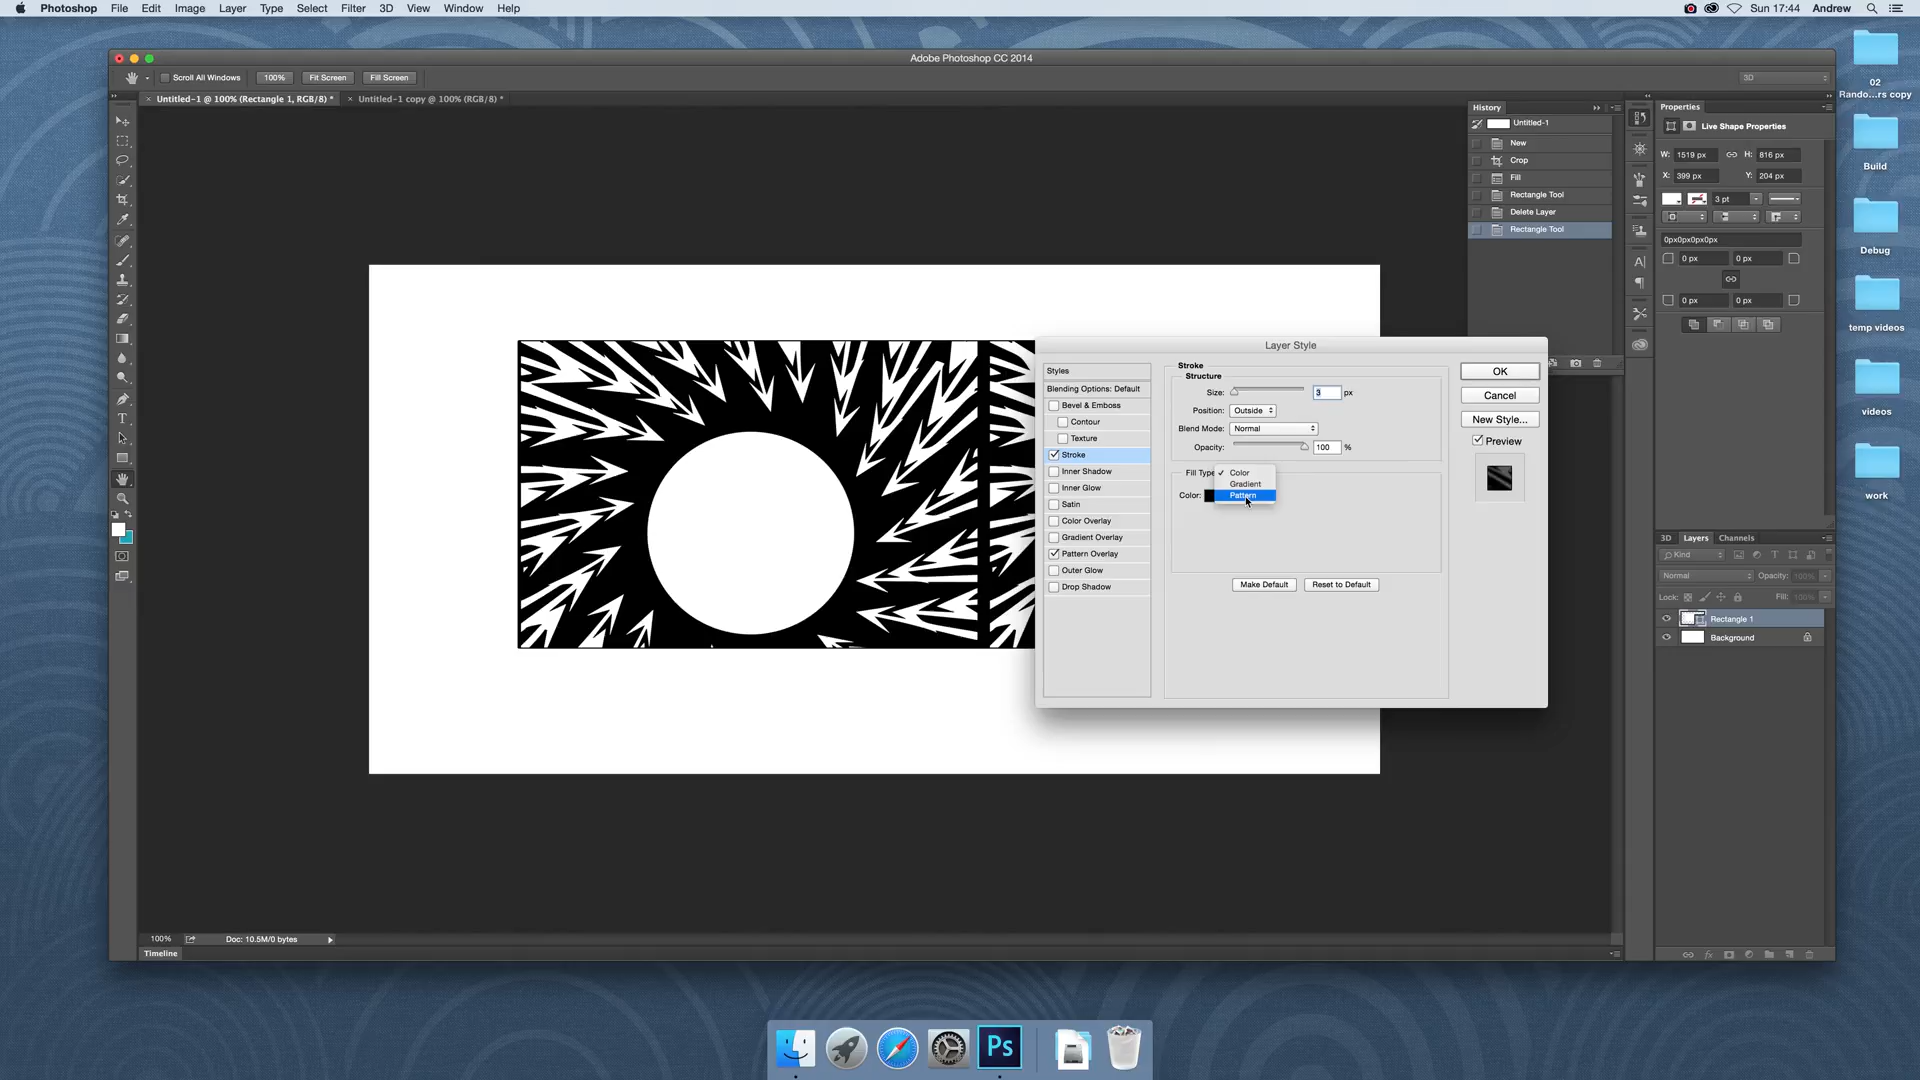 Photoshop File Edit Image Layer Type Select Filter 3D View Window Help Sun 17:44 Andrew
Adobe Photoshop CC 2014
Scroll All Windows 100% Fit Screen Fill Screen 3D
× Untitled-1 @ 100% (Rectangle 1, RGB/8) * × Untitled-1 copy @ 100% (RGB/8) *
History
Untitled-1
New
Crop
Fill
Rectangle Tool
Delete Layer
Rectangle Tool
Properties
Live Shape Properties
W: 1519 px H: 816 px
X: 399 px Y: 204 px
3 pt
0px0px0px0px
0 px 0 px
0 px 0 px
Layer Style
Styles
Blending Options: Default
Bevel & Emboss
Contour
Texture
Stroke
Inner Shadow
Inner Glow
Satin
Color Overlay
Gradient Overlay
Pattern Overlay
Outer Glow
Drop Shadow
Stroke
Structure
Size: 3 px
Position: Outside
Blend Mode: Normal
Opacity: 100 %
Fill Type ✓ Color
Gradient
Color: Pattern
Make Default Reset to Default
OK
Cancel
New Style...
Preview
3D Layers Channels
Kind
Normal Opacity: 100%
Lock: Fill: 100%
Rectangle 1
Background
100% Doc: 10.5M/0 bytes
Timeline
02
Rando...rs copy
Build
Debug
temp videos
videos
work
Ps